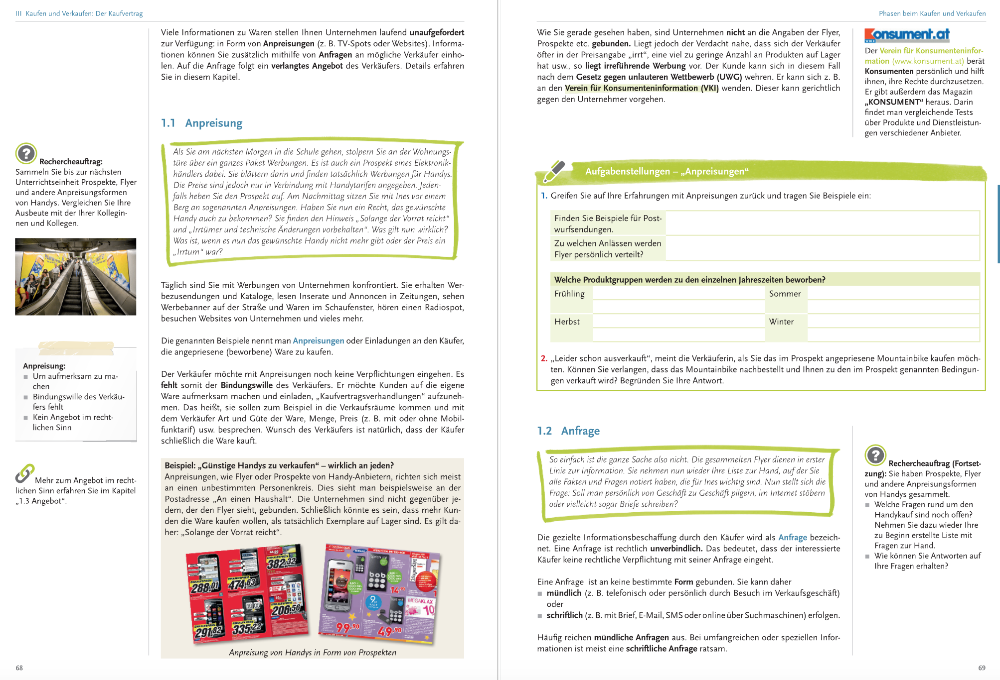 III Kaufen und Verkaufen: Der Kaufvertrag
Viele Informationen zu Waren stellen Ihnen Unternehmen laufend unaufgefordert
zur Verfügung: in Form von Anpreisungen (z. B. TV-Spots oder Websites). Informa-
tionen können Sie zusätzlich mithilfe von Anfragen an mögliche Verkäufer einho-
len. Auf die Anfrage folgt ein verlangtes Angebot des Verkäufers. Details erfahren
Sie in diesem Kapitel.
1.1 Anpreisung
Als Sie am nächsten Morgen in die Schule gehen, stolpern Sie an der Wohnungs-
türe über ein ganzes Paket Werbungen. Es ist auch ein Prospekt eines Elektronik-
händlers dabei. Sie blättern darin und finden tatsächlich Werbungen für Handys.
Die Preise sind jedoch nur in Verbindung mit Handytarifen angegeben. Jeden-
falls heben Sie den Prospekt auf. Am Nachmittag sitzen Sie mit Ines vor einem
Berg an sogenannten Anpreisungen. Haben Sie nun ein Recht, das gewünschte
Handy auch zu bekommen? Sie finden den Hinweis „Solange der Vorrat reicht“
und „Irrtümer und technische Änderungen vorbehalten“. Was gilt nun wirklich?
Was ist, wenn es nun das gewünschte Handy nicht mehr gibt oder der Preis ein
„Irrtum“ war?
Rechercheauftrag:
Sammeln Sie bis zur nächsten
Unterrichtseinheit Prospekte, Flyer
und andere Anpreisungsformen
von Handys. Vergleichen Sie Ihre
Ausbeute mit der Ihrer Kollegin-
nen und Kollegen.
Täglich sind Sie mit Werbungen von Unternehmen konfrontiert. Sie erhalten Wer-
bezusendungen und Kataloge, lesen Inserate und Annoncen in Zeitungen, sehen
Werbebanner auf der Straße und Waren im Schaufenster, hören einen Radiospot,
besuchen Websites von Unternehmen und vieles mehr.
Die genannten Beispiele nennt man Anpreisungen oder Einladungen an den Käufer,
die angepriesene (beworbene) Ware zu kaufen.
Anpreisung:
Um aufmerksam zu ma-
chen
Bindungswille des Verkäu-
fers fehlt
Kein Angebot im recht-
lichen Sinn
Der Verkäufer möchte mit Anpreisungen noch keine Verpflichtungen eingehen. Es
fehlt somit der Bindungswille des Verkäufers. Er möchte Kunden auf die eigene
Ware aufmerksam machen und einladen, „Kaufvertragsverhandlungen“ aufzuneh-
men. Das heißt, sie sollen zum Beispiel in die Verkaufsräume kommen und mit
dem Verkäufer Art und Güte der Ware, Menge, Preis (z. B. mit oder ohne Mobil-
funktarif) usw. besprechen. Wunsch des Verkäufers ist natürlich, dass der Käufer
schließlich die Ware kauft.
Mehr zum Angebot im recht-
lichen Sinn erfahren Sie im Kapitel
„1.3 Angebot“.
Beispiel: „Günstige Handys zu verkaufen“ – wirklich an jeden?
Anpreisungen, wie Flyer oder Prospekte von Handy-Anbietern, richten sich meist
an einen unbestimmten Personenkreis. Dies sieht man beispielsweise an der
Postadresse „An einen Haushalt“. Die Unternehmen sind nicht gegenüber je-
dem, der den Flyer sieht, gebunden. Schließlich könnte es sein, dass mehr Kun-
den die Ware kaufen wollen, als tatsächlich Exemplare auf Lager sind. Es gilt da-
her: „Solange der Vorrat reicht“.
44.95
382,32
288,01
474,63
206,56
291,82
335,22
bob
14
9
bob
MEGAKLAX
10
99.90
49.90
Anpreisung von Handys in Form von Prospekten
68
Phasen beim Kaufen und Verkaufen
Wie Sie gerade gesehen haben, sind Unternehmen nicht an die Angaben der Flyer,
Prospekte etc. gebunden. Liegt jedoch der Verdacht nahe, dass sich der Verkäufer
öfter in der Preisangabe „irrt“, eine viel zu geringe Anzahl an Produkten auf Lager
hat usw., so liegt irreführende Werbung vor. Der Kunde kann sich in diesem Fall
nach dem Gesetz gegen unlauteren Wettbewerb (UWG) wehren. Er kann sich z. B.
an den Verein für Konsumenteninformation (VKI) wenden. Dieser kann gerichtlich
gegen den Unternehmer vorgehen.
Konsument.at
VKI
Der Verein für Konsumenteninfor-
mation (www.konsument.at) berät
Konsumenten persönlich und hilft
ihnen, ihre Rechte durchzusetzen.
Er gibt außerdem das Magazin
„KONSUMENT“ heraus. Darin
findet man vergleichende Tests
über Produkte und Dienstleistun-
gen verschiedener Anbieter.
Aufgabenstellungen – „Anpreisungen“
1. Greifen Sie auf Ihre Erfahrungen mit Anpreisungen zurück und tragen Sie Beispiele ein:
Finden Sie Beispiele für Post-
wurfsendungen.
Zu welchen Anlässen werden
Flyer persönlich verteilt?
Welche Produktgruppen werden zu den einzelnen Jahreszeiten beworben?
Frühling Sommer
Herbst Winter
2. „Leider schon ausverkauft“, meint die Verkäuferin, als Sie das im Prospekt angepriesene Mountainbike kaufen möch-
ten. Können Sie verlangen, dass das Mountainbike nachbestellt und Ihnen zu den im Prospekt genannten Bedingun-
gen verkauft wird? Begründen Sie Ihre Antwort.
1.2 Anfrage
So einfach ist die ganze Sache also nicht. Die gesammelten Flyer dienen in erster
Linie zur Information. Sie nehmen nun wieder Ihre Liste zur Hand, auf der Sie
alle Fakten und Fragen notiert haben, die für Ines wichtig sind. Nun stellt sich die
Frage: Soll man persönlich von Geschäft zu Geschäft pilgern, im Internet stöbern
oder vielleicht sogar Briefe schreiben?
Rechercheauftrag (Fortset-
zung): Sie haben Prospekte, Flyer
und andere Anpreisungsformen
von Handys gesammelt.
Welche Fragen rund um den
Handykauf sind noch offen?
Nehmen Sie dazu wieder Ihre
zu Beginn erstellte Liste mit
Fragen zur Hand.
Wie können Sie Antworten auf
Ihre Fragen erhalten?
Die gezielte Informationsbeschaffung durch den Käufer wird als Anfrage bezeich-
net. Eine Anfrage ist rechtlich unverbindlich. Das bedeutet, dass der interessierte
Käufer keine rechtliche Verpflichtung mit seiner Anfrage eingeht.
Eine Anfrage ist an keine bestimmte Form gebunden. Sie kann daher
mündlich (z. B. telefonisch oder persönlich durch Besuch im Verkaufsgeschäft)
oder
schriftlich (z. B. mit Brief, E-Mail, SMS oder online über Suchmaschinen) erfolgen.
Häufig reichen mündliche Anfragen aus. Bei umfangreichen oder speziellen Infor-
mationen ist meist eine schriftliche Anfrage ratsam.
69